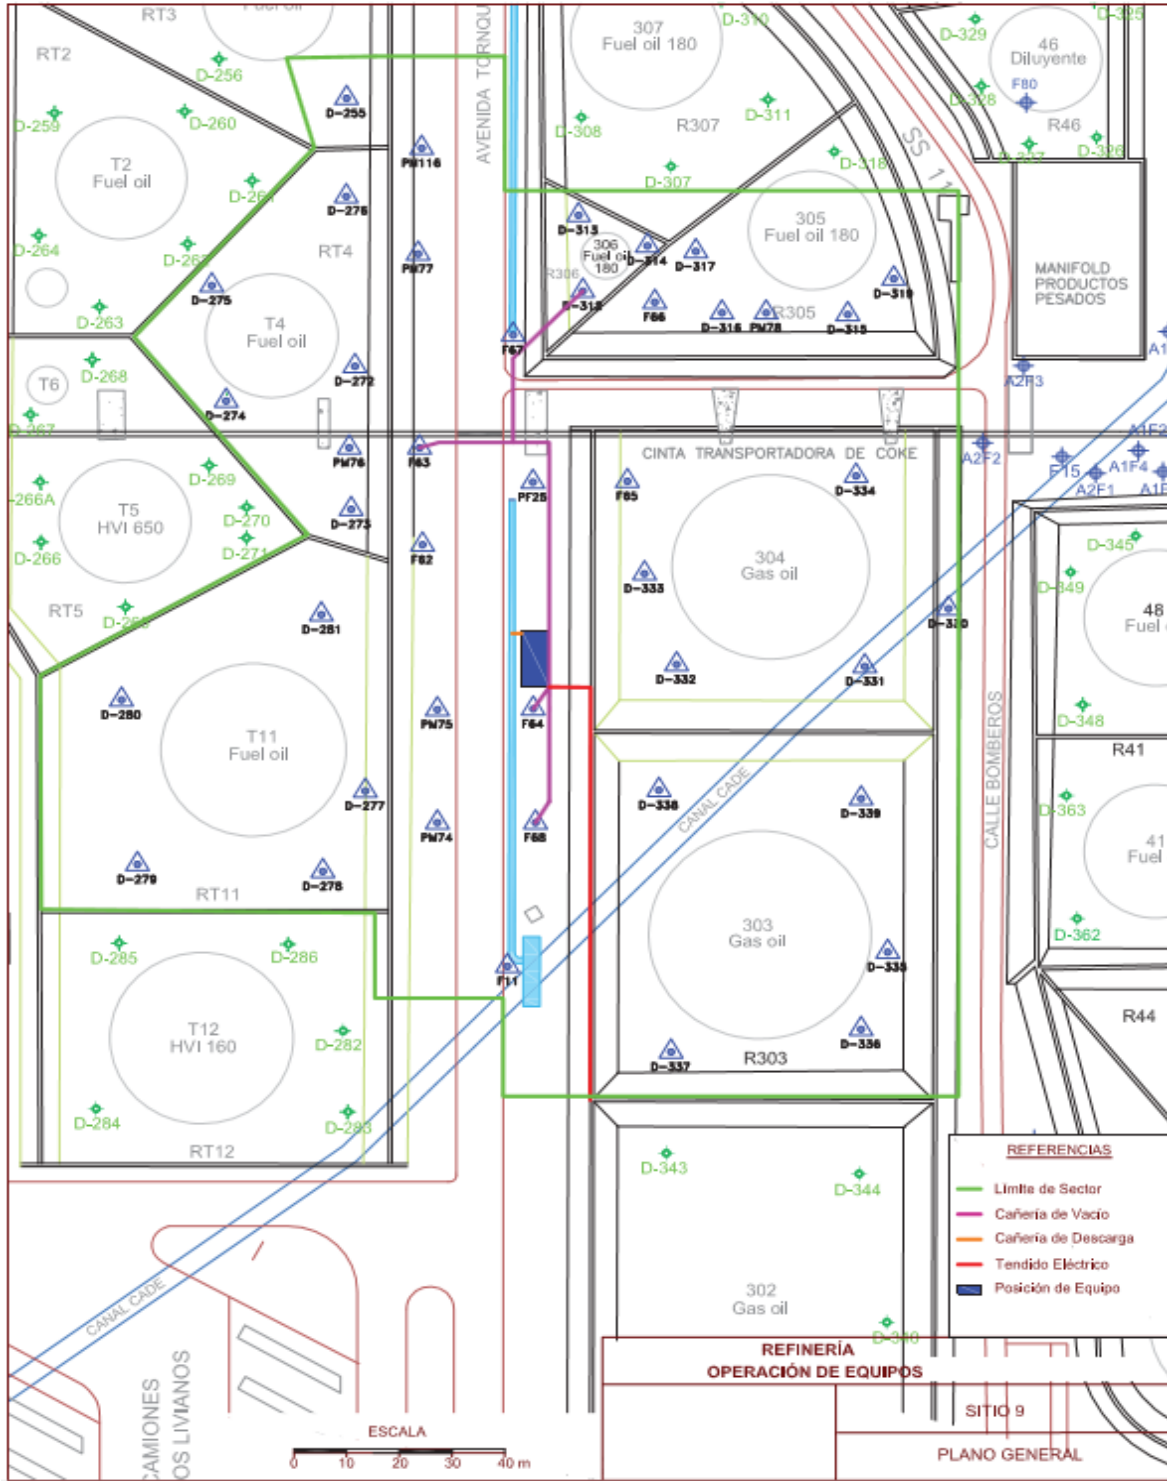 RT3
Fuel oil
RT2
D-256
D-255
D-259
D-260
T2
Fuel oil
D-261
D-264
D-263
T6
D-268
D-267
D-276
RT4
D-275
T4
Fuel oil
D-272
D-274
PM116
PM77
AVENIDA TORNQU
307
Fuel oil 180
D-310
D-308
D-311
R307
D-307
D-318
SS 11
D-329
46
Diluyente
D-325
D-328
F80
R46
D-327
D-326
D-313
306
Fuel oil
180
R306
D-314
D-317
305
Fuel oil 180
D-319
D-312
F66
D-316
PM78
R305
D-315
F67
MANIFOLD
PRODUCTOS
PESADOS
A1
A2F3
A1F2
A2F2
F15
A1F4
A2F1
D-269
D-266A
T5
HVI 650
D-270
D-271
D-266
RT5
PM76
F63
D-273
F62
PF25
CINTA TRANSPORTADORA DE COKE
F65
D-334
304
Gas oil
D-333
D-330
D-332
D-331
D-345
D-349
48
Fuel
D-348
R41
D-281
D-280
T11
Fuel oil
D-277
D-279
D-278
RT11
PM75
F64
PM74
F68
CANAL CADE
CALLE BOMBEROS
D-338
D-339
303
Gas oil
D-335
D-336
D-337
R303
D-363
41
Fuel
D-362
R44
D-285
D-286
F11
T12
HVI 160
D-282
D-284
D-283
RT12
D-343
D-344
302
Gas oil
D-340
CANAL CADE
CAMIONES
OS LIVIANOS
REFERENCIAS
Límite de Sector
Cañería de Vacío
Cañería de Descarga
Tendido Eléctrico
Posición de Equipo
REFINERÍA
OPERACIÓN DE EQUIPOS
SITIO 9
PLANO GENERAL
ESCALA
0 10 20 30 40 m